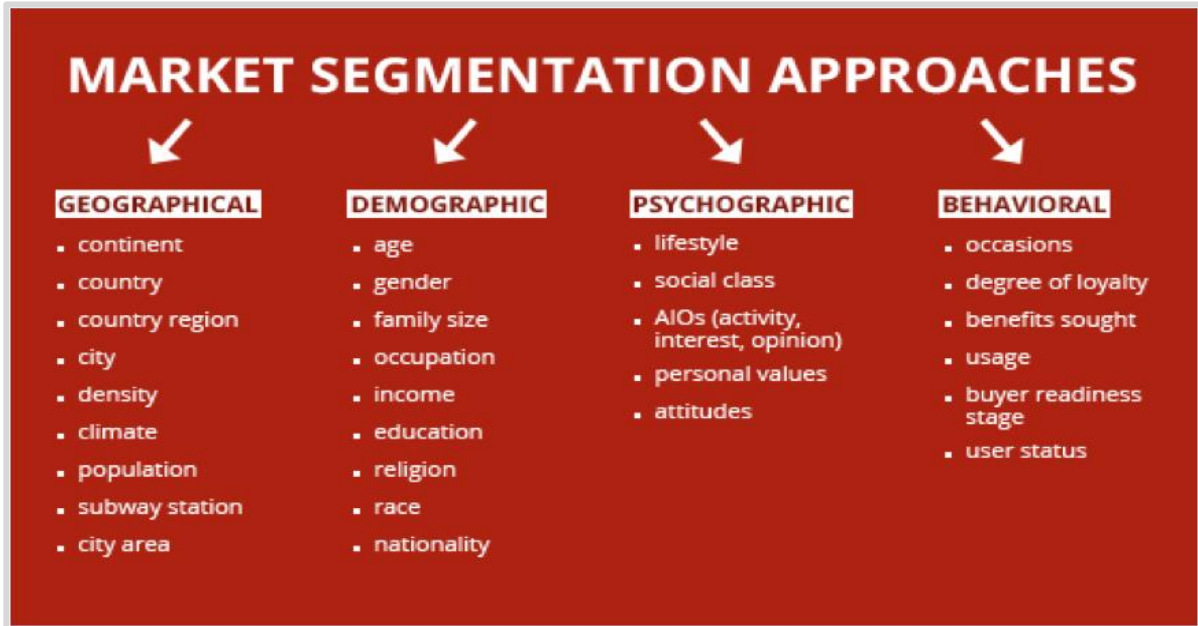 MARKET SEGMENTATION APPROACHES
GEOGRAPHICAL
continent
country
country region
city
density
climate
population
subway station
city area
DEMOGRAPHIC
age
gender
family size
occupation
income
education
religion
race
nationality
PSYCHOGRAPHIC
lifestyle
social class
AIOs (activity,
interest, opinion)
personal values
attitudes
BEHAVIORAL
occasions
degree of loyalty
benefits sought
usage
buyer readiness
stage
user status